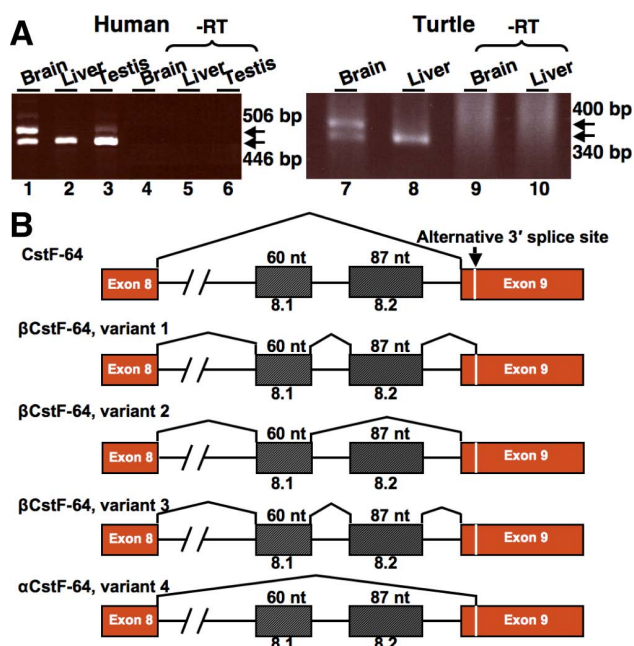 A
Human
-RT
Brain Liver Testis Brain Liver Testis
506 bp
446 bp
1 2 3 4 5 6
Turtle
-RT
Brain Liver Brain Liver
400 bp
340 bp
7 8 9 10
B
CstF-64
Alternative 3′ splice site
60 nt 87 nt
Exon 8 Exon 9
8.1 8.2
βCstF-64, variant 1
60 nt 87 nt
Exon 8 Exon 9
8.1 8.2
βCstF-64, variant 2
60 nt 87 nt
Exon 8 Exon 9
8.1 8.2
βCstF-64, variant 3
60 nt 87 nt
Exon 8 Exon 9
8.1 8.2
αCstF-64, variant 4
60 nt 87 nt
Exon 8 Exon 9
8.1 8.2